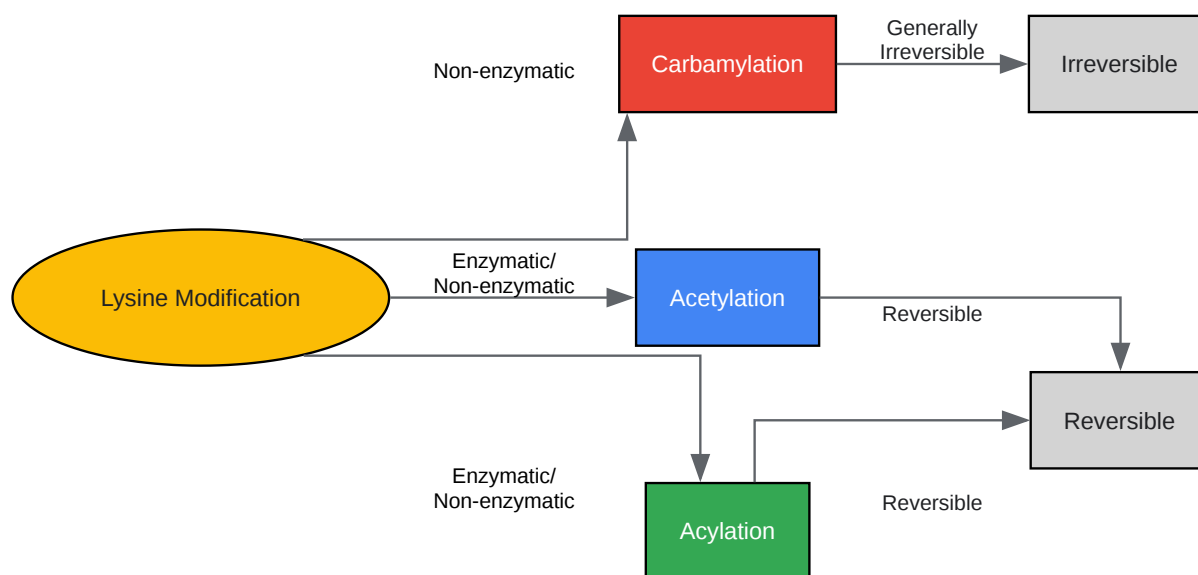 Generally
Irreversible
Non-enzymatic
Carbamylation
Irreversible
Enzymatic/
Non-enzymatic
Lysine Modification
Acetylation
Reversible
Reversible
Enzymatic/
Non-enzymatic
Reversible
Acylation